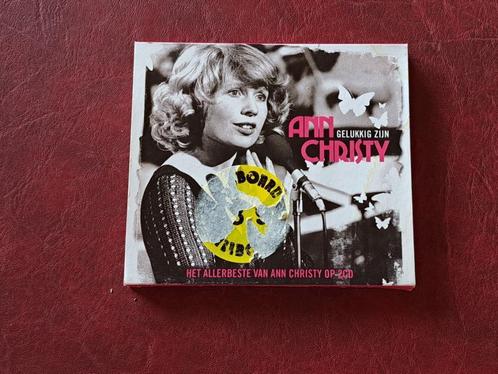 ANN
CHRISTY
GELUKKIG ZIJN
HET ALLERBESTE VAN ANN CHRISTY OP 2CD